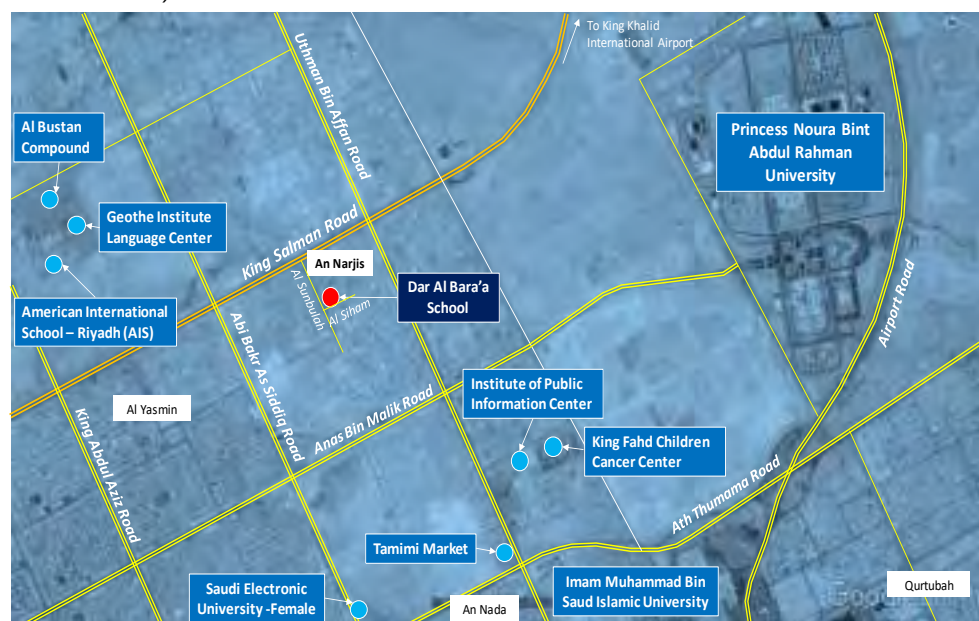 To King Khalid
International Airport
Uthman Bin Affan Road
Al Bustan
Compound
Princess Noura Bint
Abdul Rahman
University
Geothe Institute
Language Center
King Salman Road
An Narjis
Al Sunbulah
Al Siham
Dar Al Bara’a
School
American International
School – Riyadh (AIS)
Airport Road
Abi Bakr As Siddiq Road
Institute of Public
Information Center
Al Yasmin
Anas Bin Malik Road
King Fahd Children
Cancer Center
King Abdul Aziz Road
Ath Thumama Road
Tamimi Market
Saudi Electronic
University -Female
An Nada
Imam Muhammad Bin
Saud Islamic University
Qurtubah